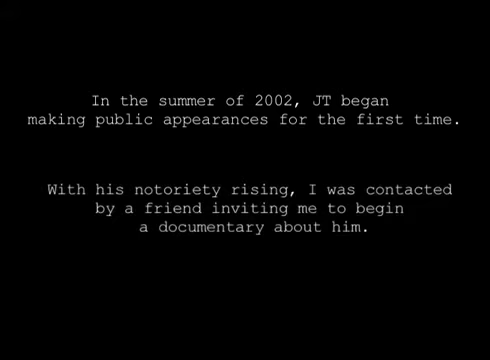 In the summer of 2002, JT began
making public appearances for the first time.
With his notoriety rising, I was contacted
by a friend inviting me to begin
a documentary about him.